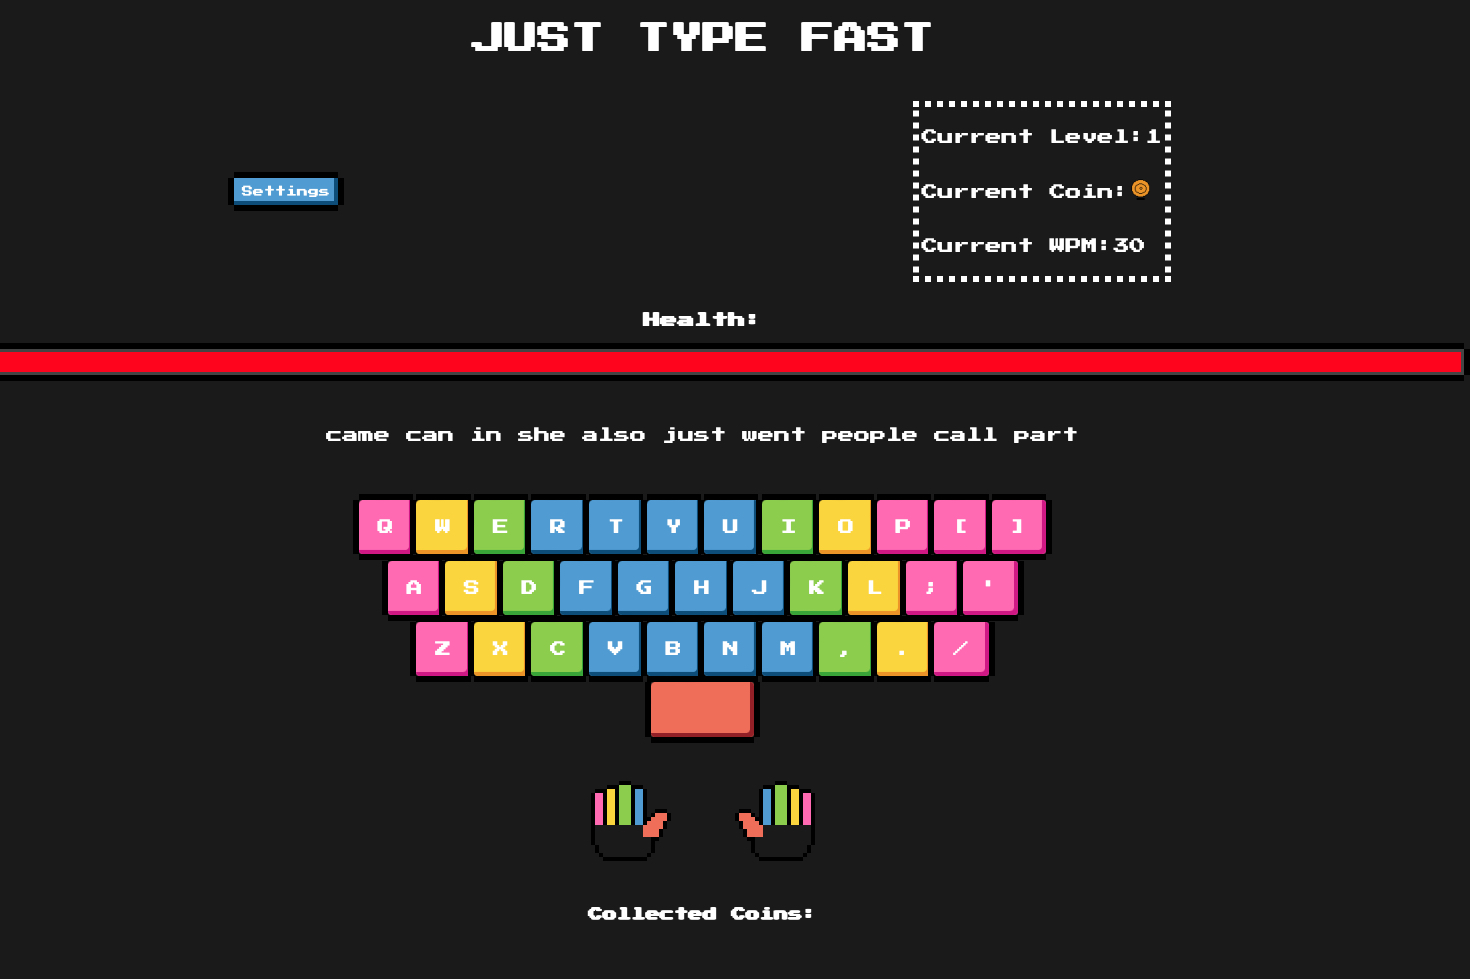 JUST TYPE FAST
Settings
Current Level:1
Current Coin:
Current WPM:30
Health:
came can in she also just went people call part
Q W E R T Y U I O P [ ]
A S D F G H J K L ; '
Z X C V B N M , . /
Collected Coins: